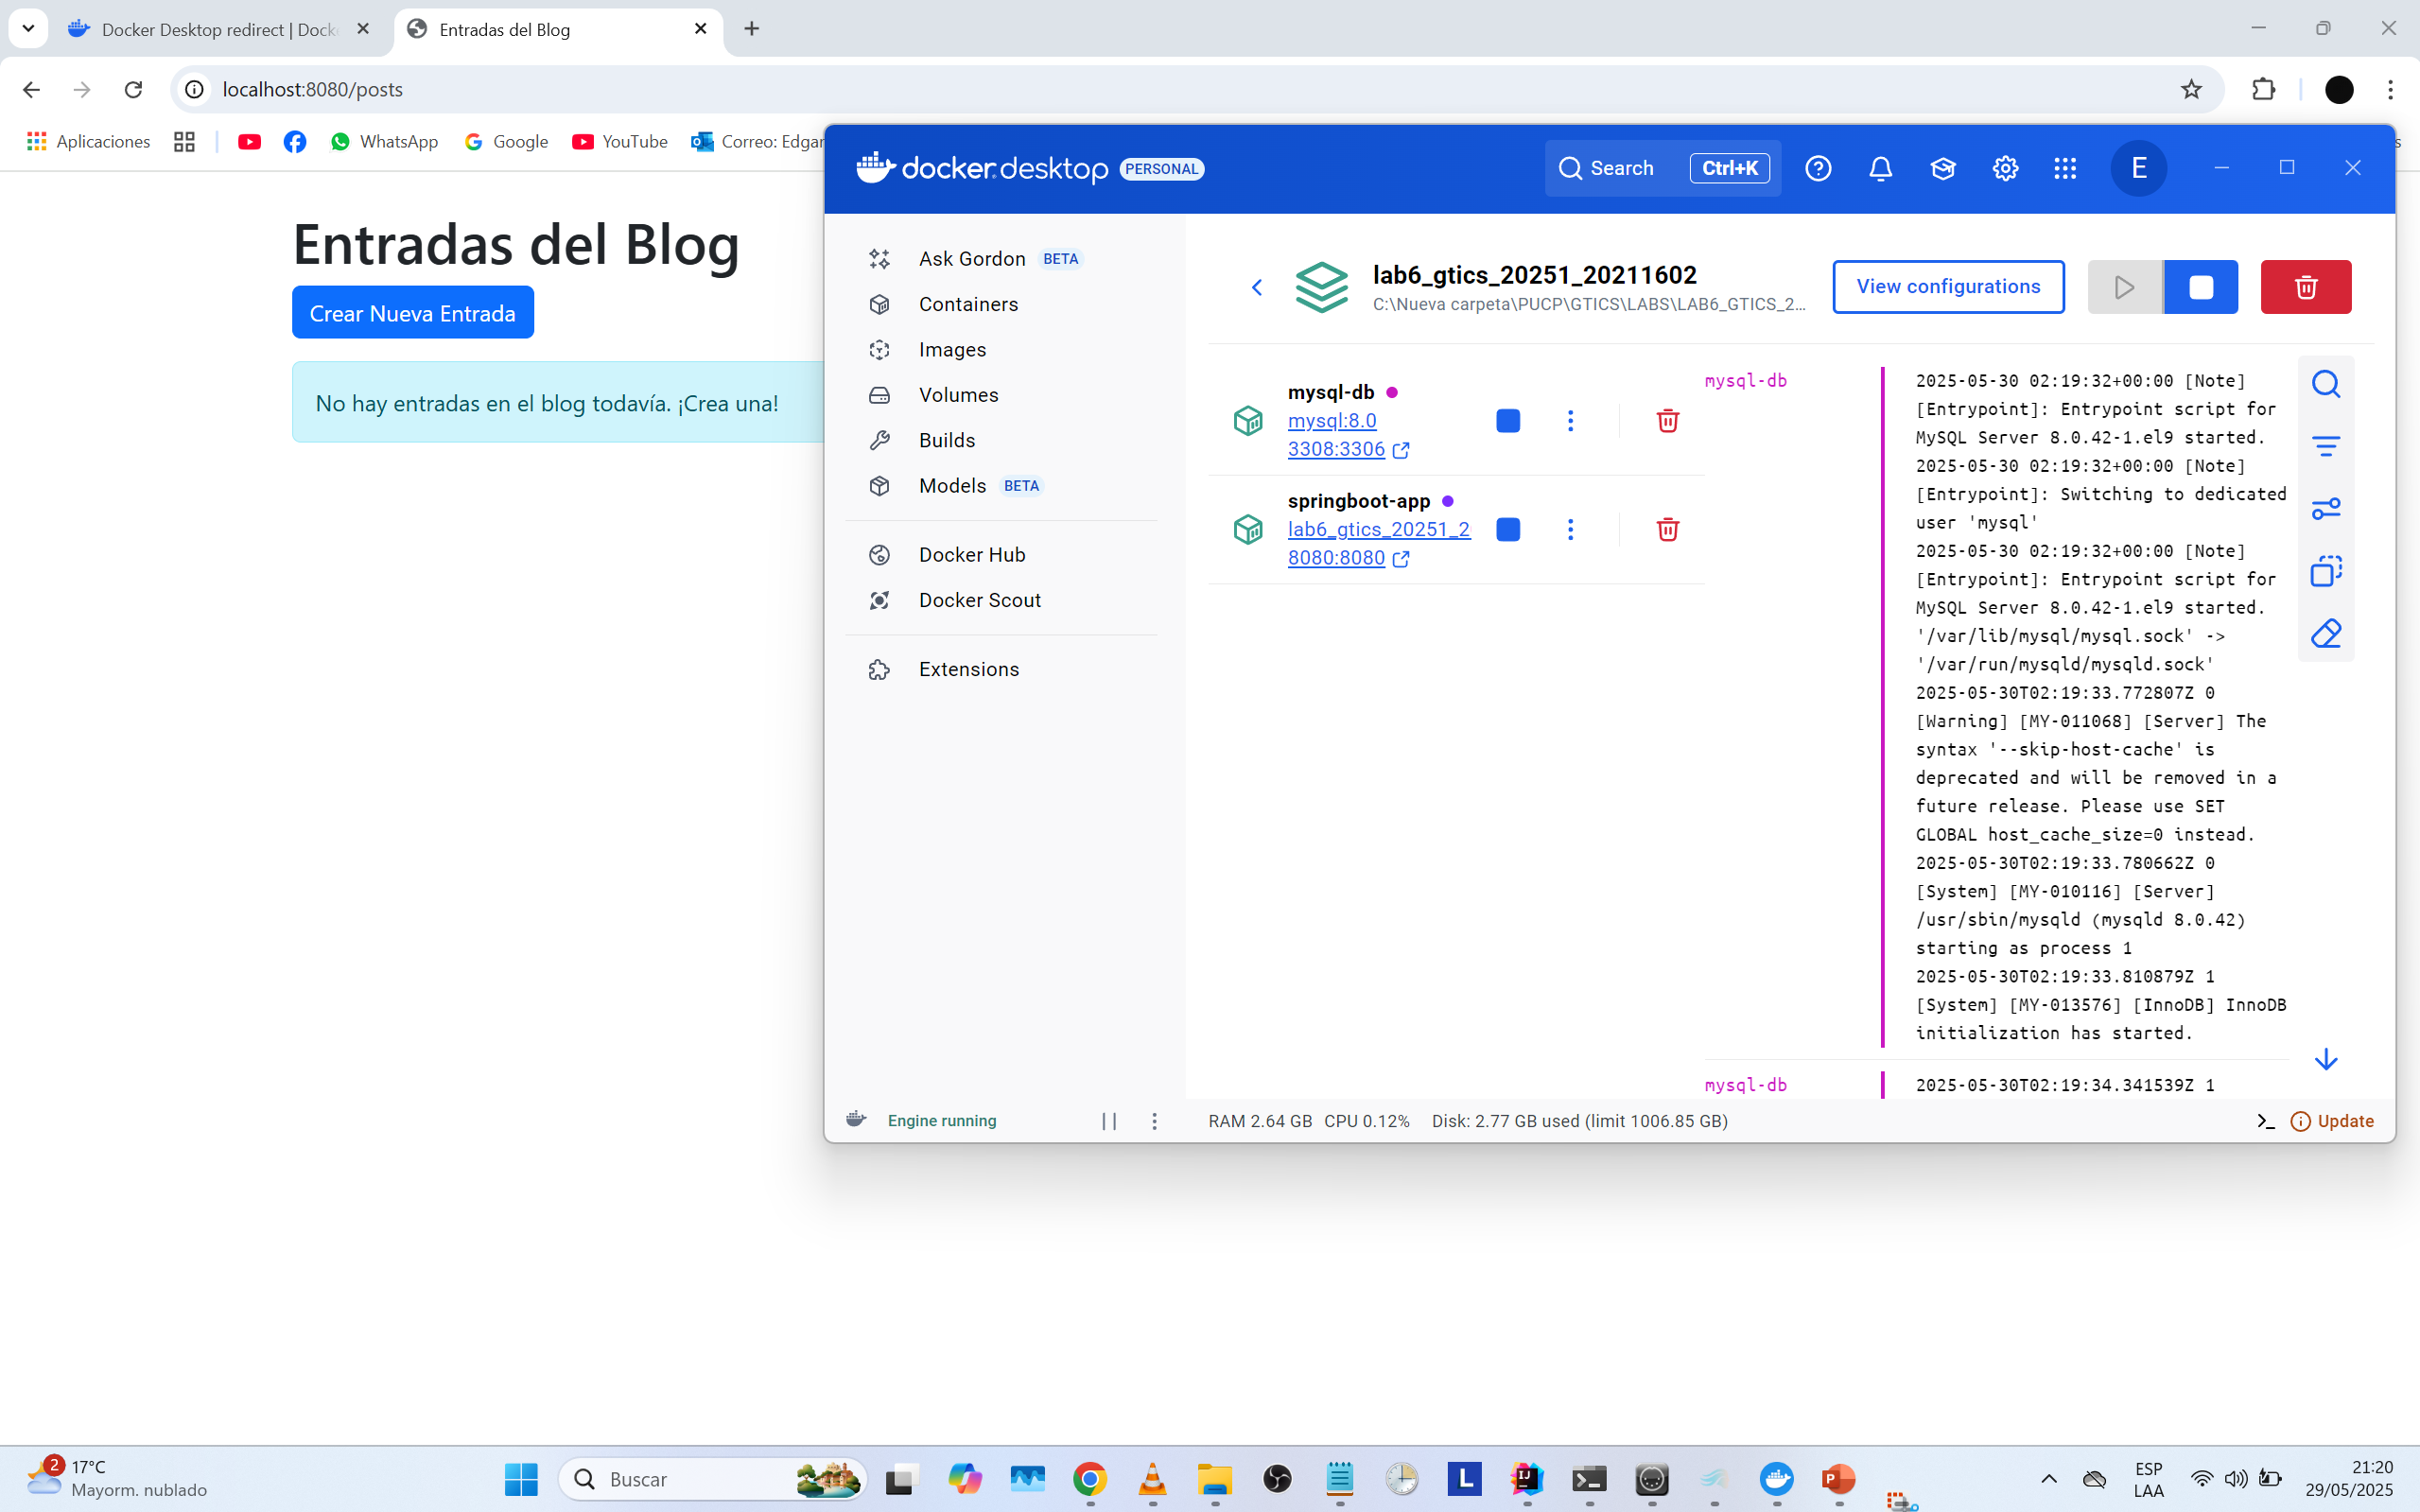 Docker Desktop redirect | Dock
Entradas del Blog
localhost:8080/posts
Aplicaciones
WhatsApp
Google
YouTube
Correo: Edgar
Entradas del Blog
Crear Nueva Entrada
No hay entradas en el blog todavía. ¡Crea una!
docker desktop PERSONAL
Search Ctrl+K
E
Ask Gordon BETA
Containers
Images
Volumes
Builds
Models BETA
Docker Hub
Docker Scout
Extensions
lab6_gtics_20251_20211602
C:\Nueva carpeta\PUCP\GTICS\LABS\LAB6_GTICS_2...
View configurations
mysql-db
mysql:8.0
3308:3306
springboot-app
lab6_gtics_20251_2
8080:8080
mysql-db
2025-05-30 02:19:32+00:00 [Note]
[Entrypoint]: Entrypoint script for
MySQL Server 8.0.42-1.el9 started.
2025-05-30 02:19:32+00:00 [Note]
[Entrypoint]: Switching to dedicated
user 'mysql'
2025-05-30 02:19:32+00:00 [Note]
[Entrypoint]: Entrypoint script for
MySQL Server 8.0.42-1.el9 started.
'/var/lib/mysql/mysql.sock' ->
'/var/run/mysqld/mysqld.sock'
2025-05-30T02:19:33.772807Z 0
[Warning] [MY-011068] [Server] The
syntax '--skip-host-cache' is
deprecated and will be removed in a
future release. Please use SET
GLOBAL host_cache_size=0 instead.
2025-05-30T02:19:33.780662Z 0
[System] [MY-010116] [Server]
/usr/sbin/mysqld (mysqld 8.0.42)
starting as process 1
2025-05-30T02:19:33.810879Z 1
[System] [MY-013576] [InnoDB] InnoDB
initialization has started.
mysql-db
2025-05-30T02:19:34.341539Z 1
Engine running
RAM 2.64 GB CPU 0.12% Disk: 2.77 GB used (limit 1006.85 GB)
Update
2
17°C
Mayorm. nublado
Buscar
L
IJ
P
ESP
LAA
21:20
29/05/2025